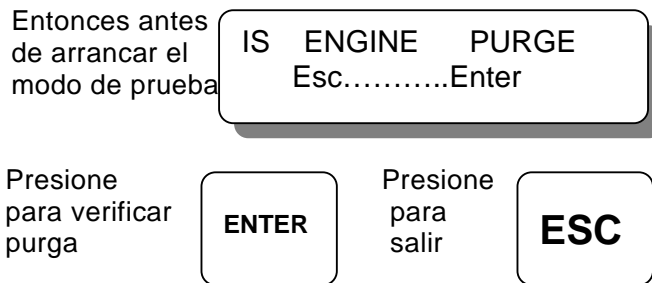 Entonces antes
de arrancar el
modo de prueba
IS ENGINE PURGE
Esc………..Enter
Presione
para verificar
purga
ENTER
Presione
para
salir
ESC